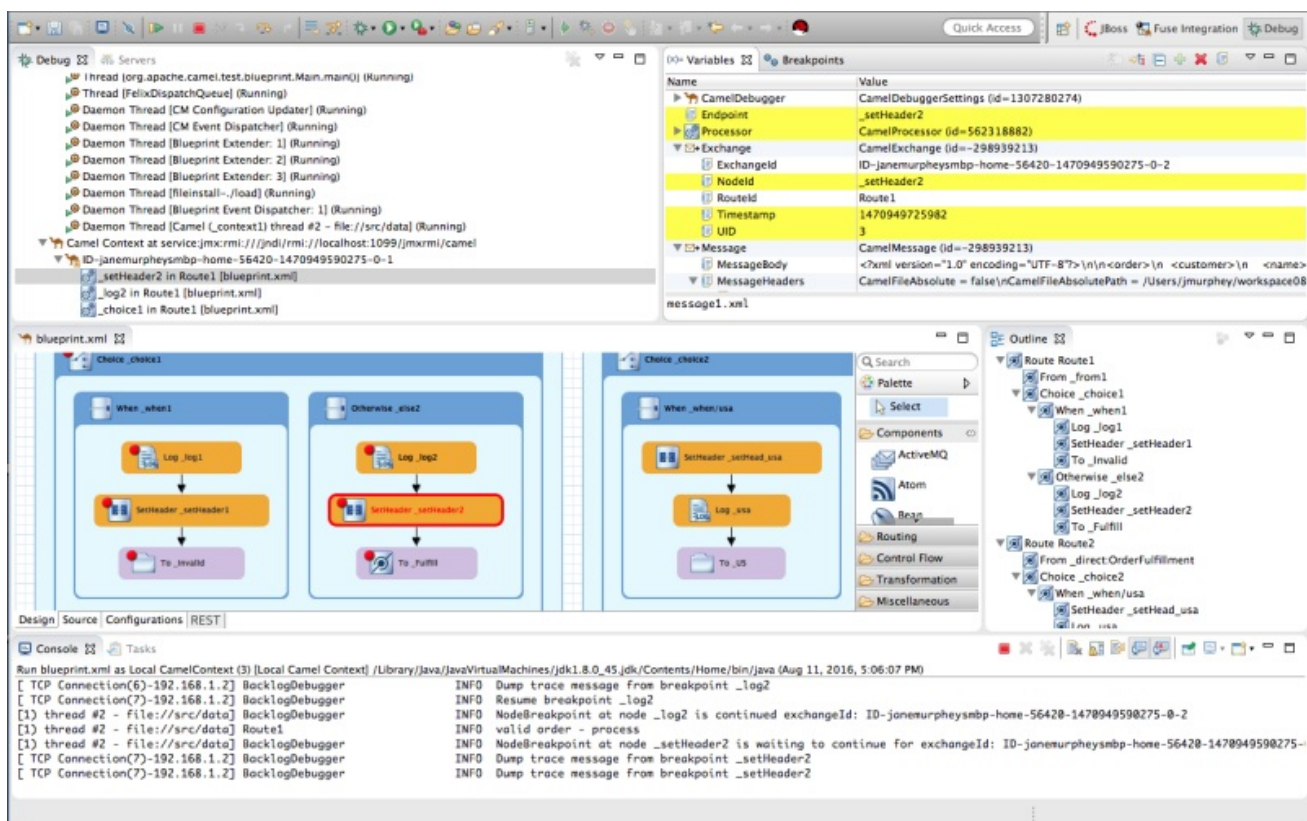 Quick Access JBoss Fuse Integration Debug
Debug Servers
Thread [org.apache.camel.test.blueprint.Main.main()] (Running)
Thread [FelixDispatchQueue] (Running)
Daemon Thread [CM Configuration Updater] (Running)
Daemon Thread [CM Event Dispatcher] (Running)
Daemon Thread [Blueprint Extender: 1] (Running)
Daemon Thread [Blueprint Extender: 2] (Running)
Daemon Thread [Blueprint Extender: 3] (Running)
Daemon Thread [fileinstall-./load] (Running)
Daemon Thread [Blueprint Event Dispatcher: 1] (Running)
Daemon Thread [Camel (_context1) thread #2 - file://src/data] (Running)
Camel Context at service:jmx:rmi:///jndi/rmi://localhost:1099/jmxrmi/camel
ID-janemurpheysmbp-home-56420-1470949590275-0-1
_setHeader2 in Route1 [blueprint.xml]
_log2 in Route1 [blueprint.xml]
_choice1 in Route1 [blueprint.xml]
(x)= Variables Breakpoints
Name Value
CamelDebugger CamelDebuggerSettings (id=1307280274)
Endpoint _setHeader2
Processor CamelProcessor (id=562318882)
Exchange CamelExchange (id=-298939213)
ExchangeId ID-janemurpheysmbp-home-56420-1470949590275-0-2
NodeId _setHeader2
RouteId Route1
Timestamp 1470949725982
UID 3
Message CamelMessage (id=-298939213)
MessageBody <?xml version="1.0" encoding="UTF-8"?>\n\n<order>\n <customer>\n <name>
MessageHeaders CamelFileAbsolute = false\nCamelFileAbsolutePath = /Users/jmurphey/workspace08
message1.xml
blueprint.xml
Choice _choice1
When _when1
Log _log1
SetHeader _setHeader1
To _Invalid
Otherwise _else2
Log _log2
SetHeader _setHeader2
To _Fulfill
Choice _choice2
When _when/usa
SetHeader _setHead_usa
Log _usa
To _US
Search
Palette
Select
Components
ActiveMQ
Atom
Bean
Routing
Control Flow
Transformation
Miscellaneous
Design Source Configurations REST
Outline
Route Route1
From _from1
Choice _choice1
When _when1
Log _log1
SetHeader _setHeader1
To _Invalid
Otherwise _else2
Log _log2
SetHeader _setHeader2
To _Fulfill
Route Route2
From _direct:OrderFulfillment
Choice _choice2
When _when/usa
SetHeader _setHead_usa
Log _usa
Console Tasks
Run blueprint.xml as Local CamelContext (3) [Local Camel Context] /Library/Java/JavaVirtualMachines/jdk1.8.0_45.jdk/Contents/Home/bin/java (Aug 11, 2016, 5:06:07 PM)
[ TCP Connection(6)-192.168.1.2] BacklogDebugger INFO Dump trace message from breakpoint _log2
[ TCP Connection(7)-192.168.1.2] BacklogDebugger INFO Resume breakpoint _log2
[1) thread #2 - file://src/data] BacklogDebugger INFO NodeBreakpoint at node _log2 is continued exchangeId: ID-janemurpheysmbp-home-56420-1470949590275-0-2
[1) thread #2 - file://src/data] Route1 INFO valid order - process
[1) thread #2 - file://src/data] BacklogDebugger INFO NodeBreakpoint at node _setHeader2 is waiting to continue for exchangeId: ID-janemurpheysmbp-home-56420-1470949590275-
[ TCP Connection(7)-192.168.1.2] BacklogDebugger INFO Dump trace message from breakpoint _setHeader2
[ TCP Connection(7)-192.168.1.2] BacklogDebugger INFO Dump trace message from breakpoint _setHeader2